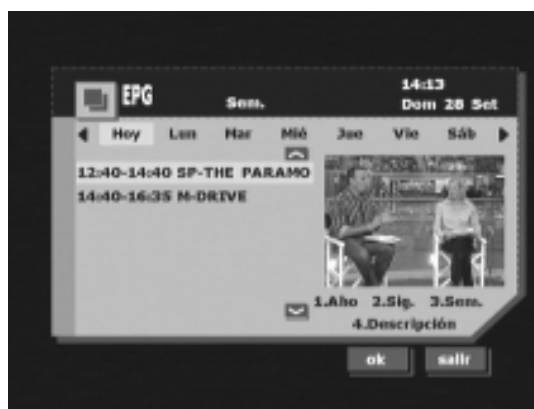 EPG
Sem.
14:13
Dom 28 Set
Hoy Lun Mar Mié Jue Vie Sáb
12:40-14:40 SP-THE PARAMO
14:40-16:35 M-DRIVE
1.Aho 2.Sig. 3.Sem.
4.Descripción
ok salir